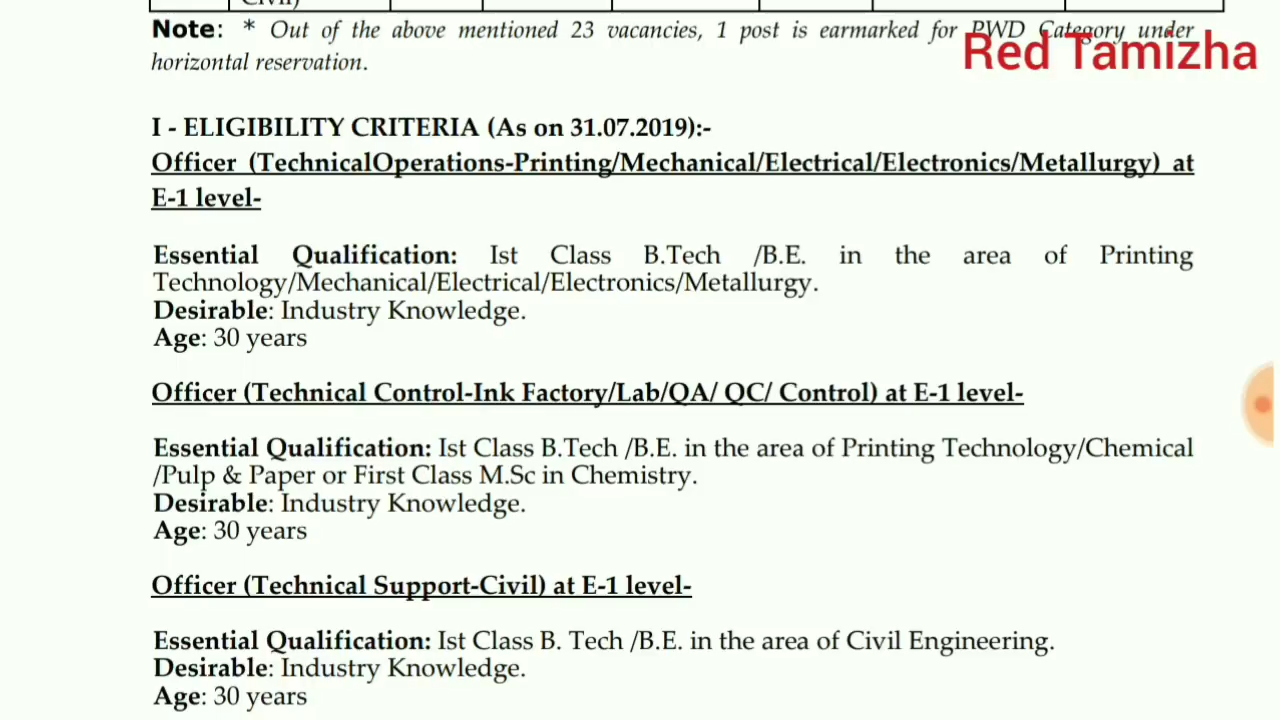 Civil)
Note: * Out of the above mentioned 23 vacancies, 1 post is earmarked for PWD Category under
horizontal reservation.
Red Tamizha
I - ELIGIBILITY CRITERIA (As on 31.07.2019):-
Officer (TechnicalOperations-Printing/Mechanical/Electrical/Electronics/Metallurgy) at
E-1 level-
Essential Qualification: Ist Class B.Tech /B.E. in the area of Printing
Technology/Mechanical/Electrical/Electronics/Metallurgy.
Desirable: Industry Knowledge.
Age: 30 years
Officer (Technical Control-Ink Factory/Lab/QA/ QC/ Control) at E-1 level-
Essential Qualification: Ist Class B.Tech /B.E. in the area of Printing Technology/Chemical
/Pulp & Paper or First Class M.Sc in Chemistry.
Desirable: Industry Knowledge.
Age: 30 years
Officer (Technical Support-Civil) at E-1 level-
Essential Qualification: Ist Class B. Tech /B.E. in the area of Civil Engineering.
Desirable: Industry Knowledge.
Age: 30 years